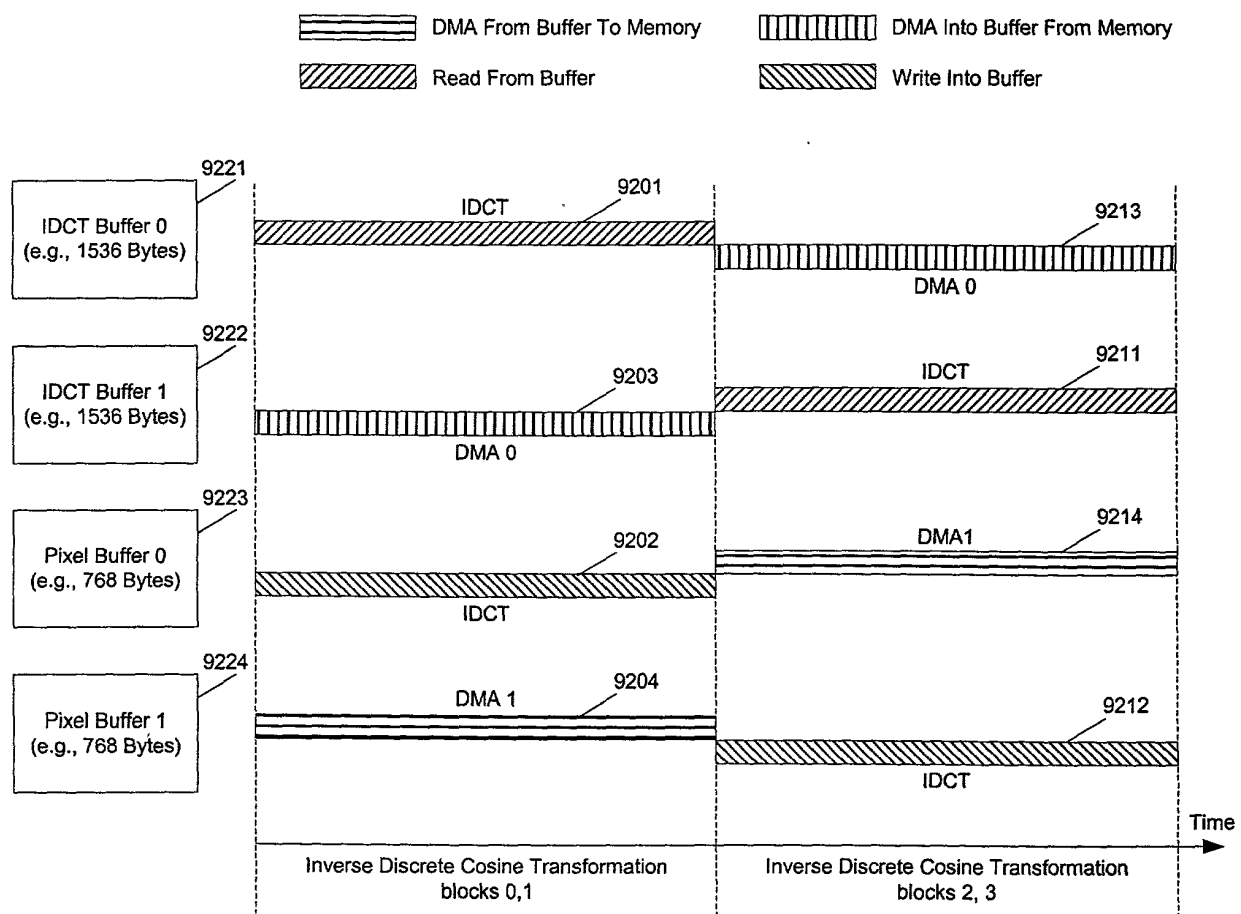 DMA From Buffer To Memory
DMA Into Buffer From Memory
Read From Buffer
Write Into Buffer
9221
IDCT Buffer 0
(e.g., 1536 Bytes)
9201
IDCT
9213
DMA 0
9222
IDCT Buffer 1
(e.g., 1536 Bytes)
9203
DMA 0
9211
IDCT
9223
Pixel Buffer 0
(e.g., 768 Bytes)
9202
IDCT
9214
DMA1
9224
Pixel Buffer 1
(e.g., 768 Bytes)
9204
DMA 1
9212
IDCT
Time
Inverse Discrete Cosine Transformation
blocks 0,1
Inverse Discrete Cosine Transformation
blocks 2, 3